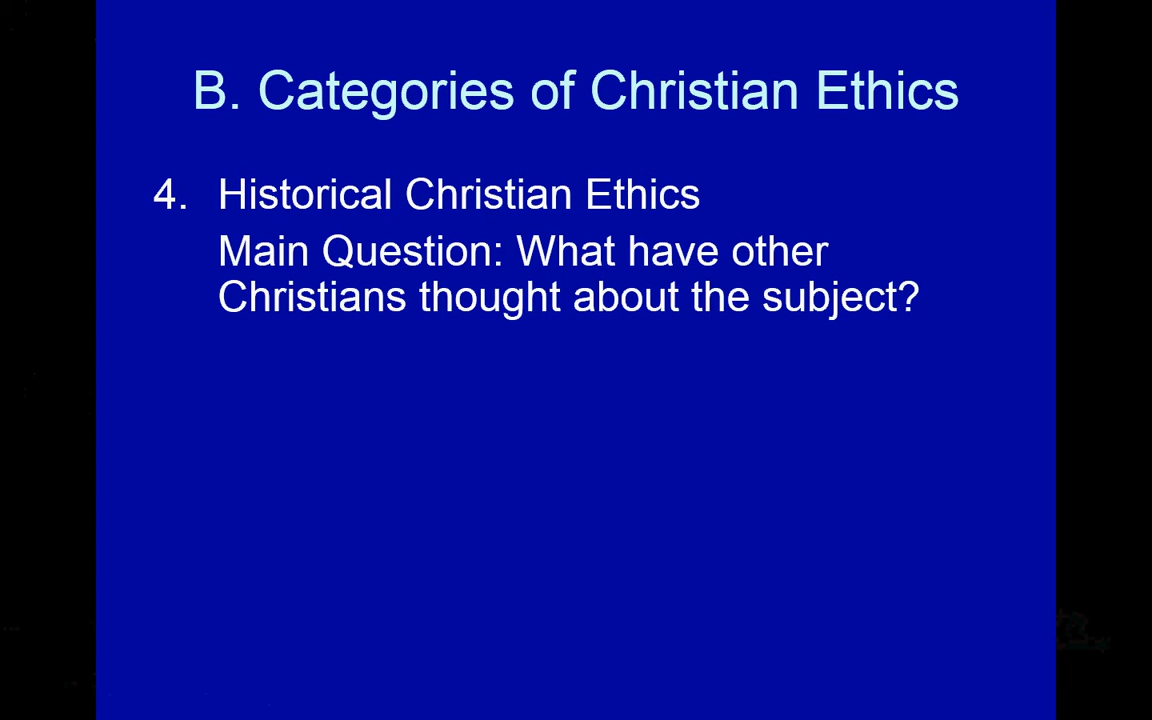 B. Categories of Christian Ethics
4. Historical Christian Ethics
Main Question: What have other
Christians thought about the subject?